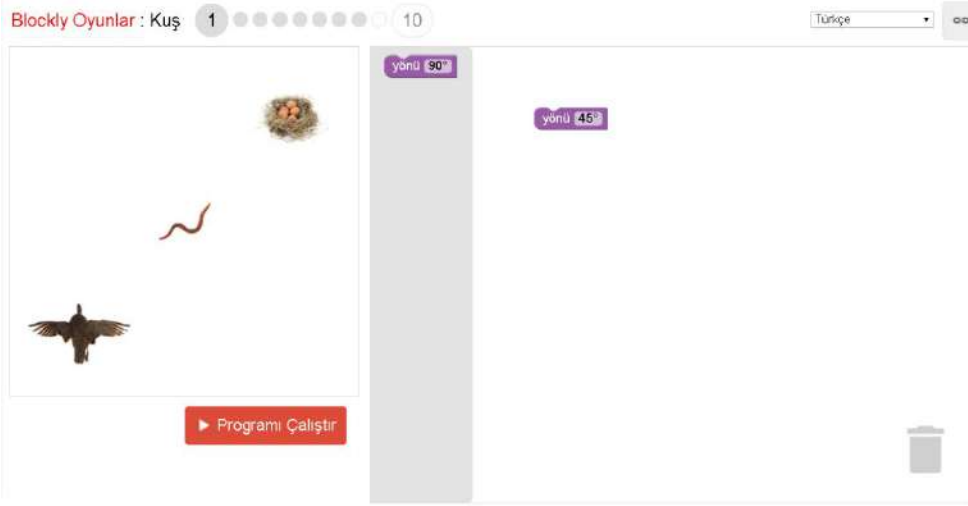 Blockly Oyunlar : Kuş 1 10 Türkçe
yönü 90°
yönü 45°
Programı Çalıştır